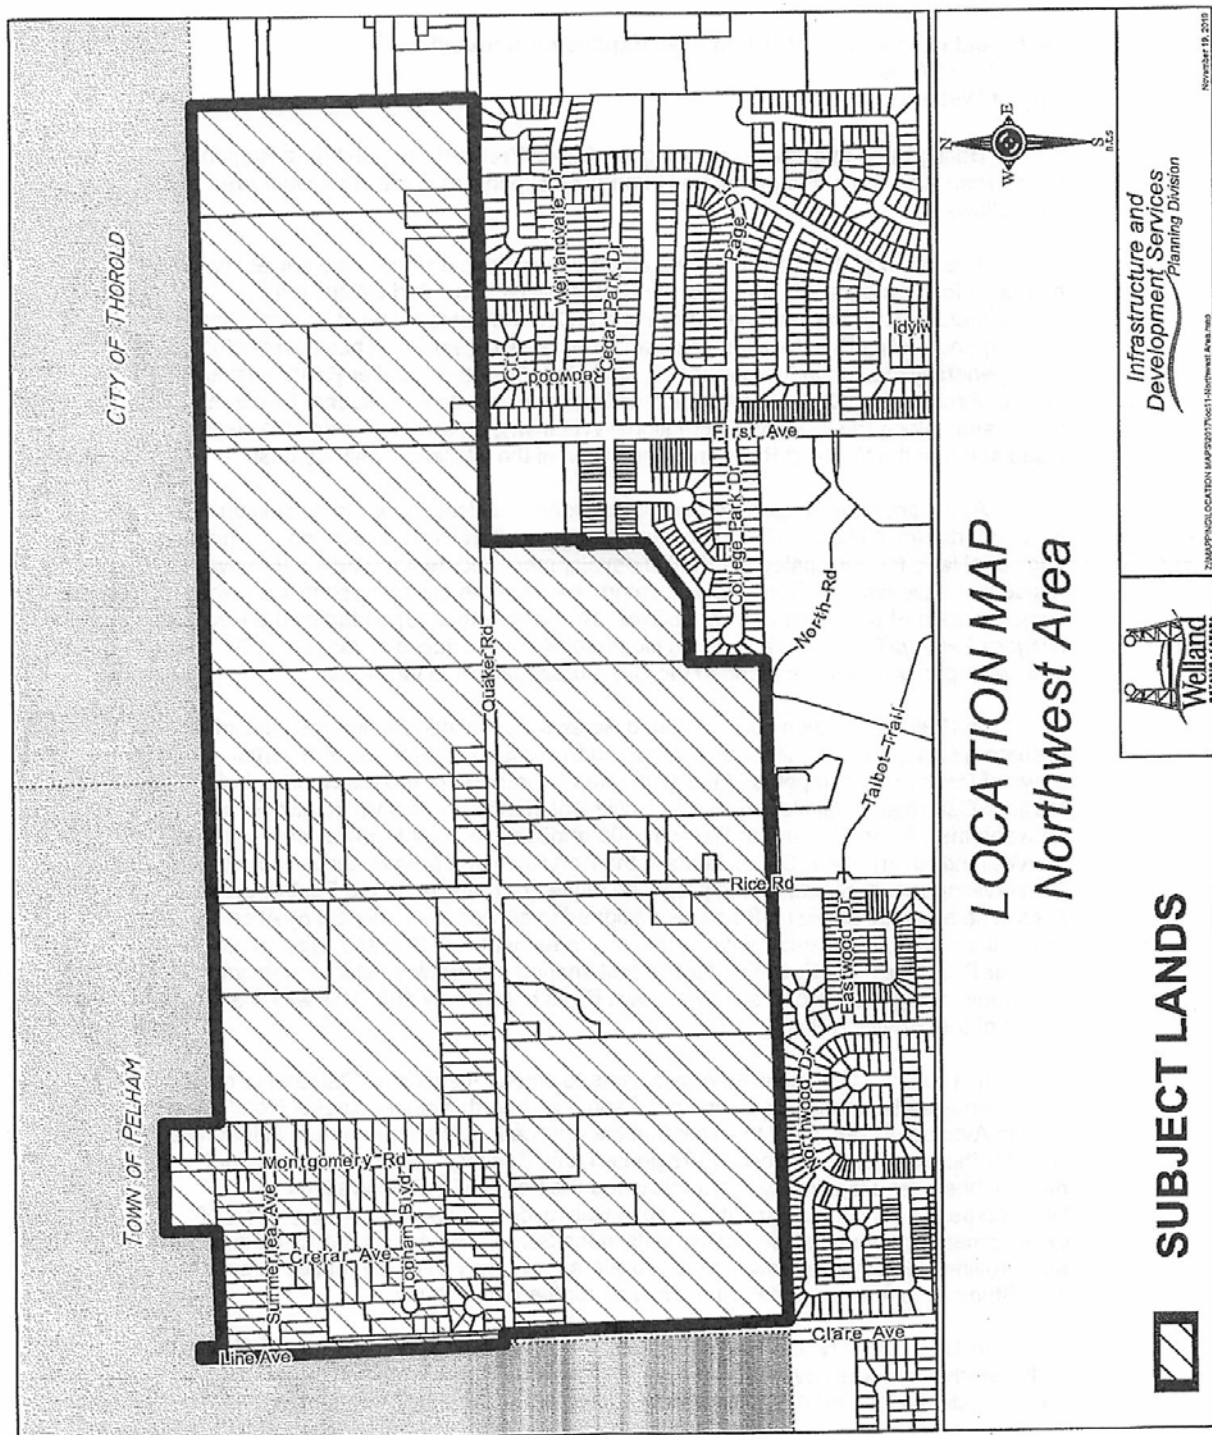 CITY OF THOROLD
TOWN OF PELHAM
Wellandvale Dr
Cedar Park Dr
Page Dr
Redwood
Crt
Idylw
First Ave
College Park Dr
North Rd
Quaker Rd
Talbot Trail
Rice Rd
Eastwood Dr
Northwood Dr
Montgomery Rd
Summerlea Ave
Crerar Ave
Topham Blvd
Line Ave
Clare Ave
N
W
E
S
n.t.s
LOCATION MAP
Northwest Area
SUBJECT LANDS
Infrastructure and
Development Services
Planning Division
Welland
November 19, 2019